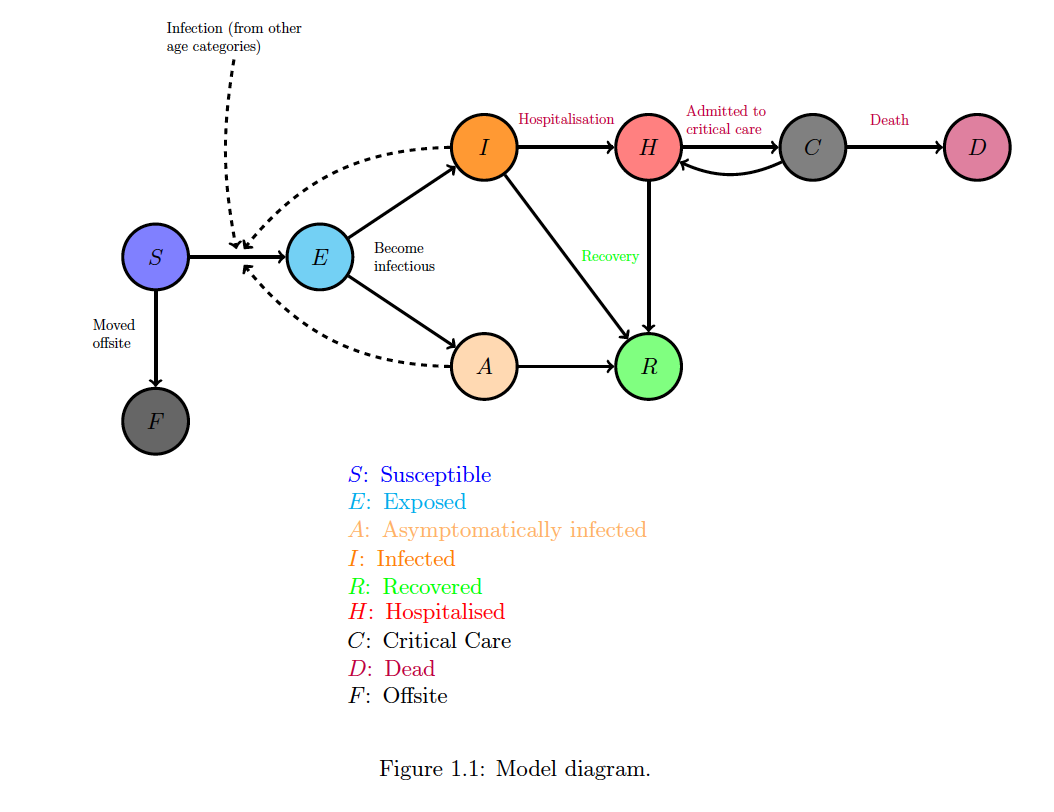 Infection (from other
age categories)
Hospitalisation
Admitted to
critical care
Death
I
H
C
D
S
E
Become
infectious
Recovery
Moved
offsite
A
R
F
S: Susceptible
E: Exposed
A: Asymptomatically infected
I: Infected
R: Recovered
H: Hospitalised
C: Critical Care
D: Dead
F: Offsite
Figure 1.1: Model diagram.